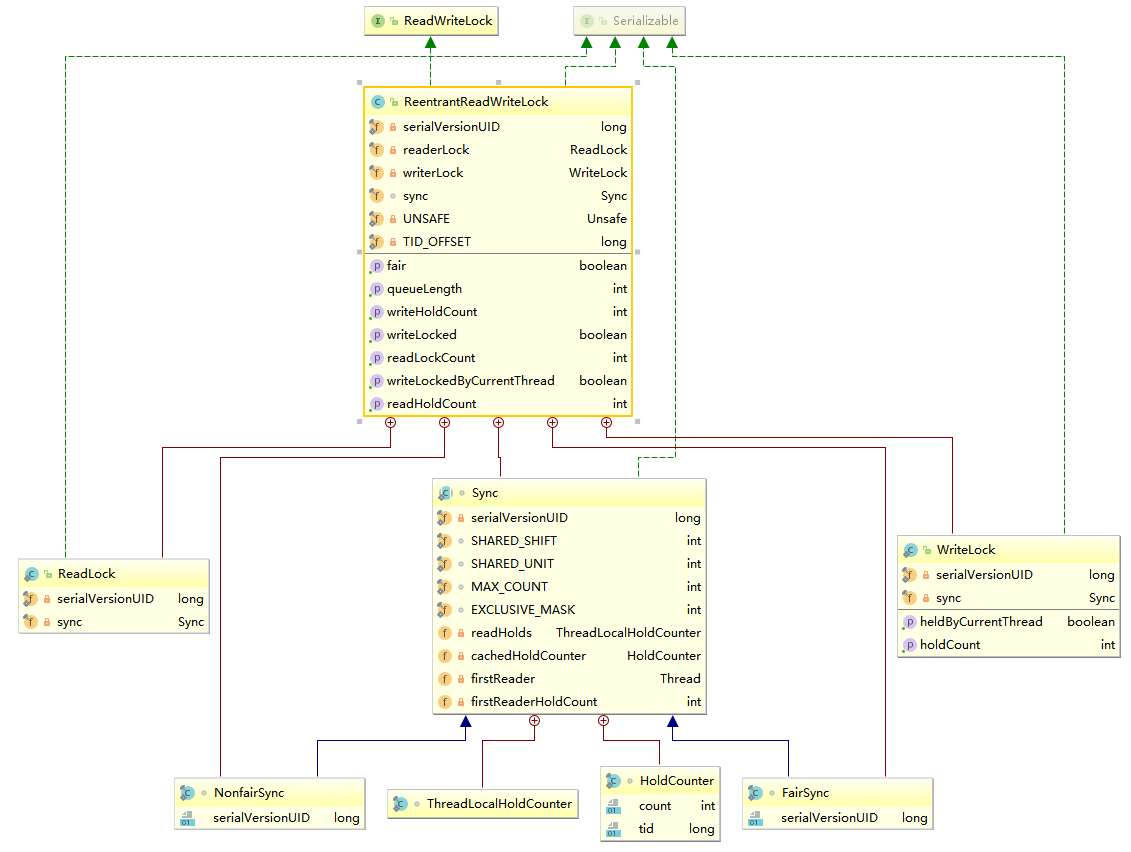 ReadWriteLock
Serializable
ReentrantReadWriteLock
serialVersionUID long
readerLock ReadLock
writerLock WriteLock
sync Sync
UNSAFE Unsafe
TID_OFFSET long
fair boolean
queueLength int
writeHoldCount int
writeLocked boolean
readLockCount int
writeLockedByCurrentThread boolean
readHoldCount int
Sync
serialVersionUID long
SHARED_SHIFT int
SHARED_UNIT int
MAX_COUNT int
EXCLUSIVE_MASK int
readHolds ThreadLocalHoldCounter
cachedHoldCounter HoldCounter
firstReader Thread
firstReaderHoldCount int
ReadLock
serialVersionUID long
sync Sync
WriteLock
serialVersionUID long
sync Sync
heldByCurrentThread boolean
holdCount int
NonfairSync
serialVersionUID long
ThreadLocalHoldCounter
HoldCounter
count int
tid long
FairSync
serialVersionUID long